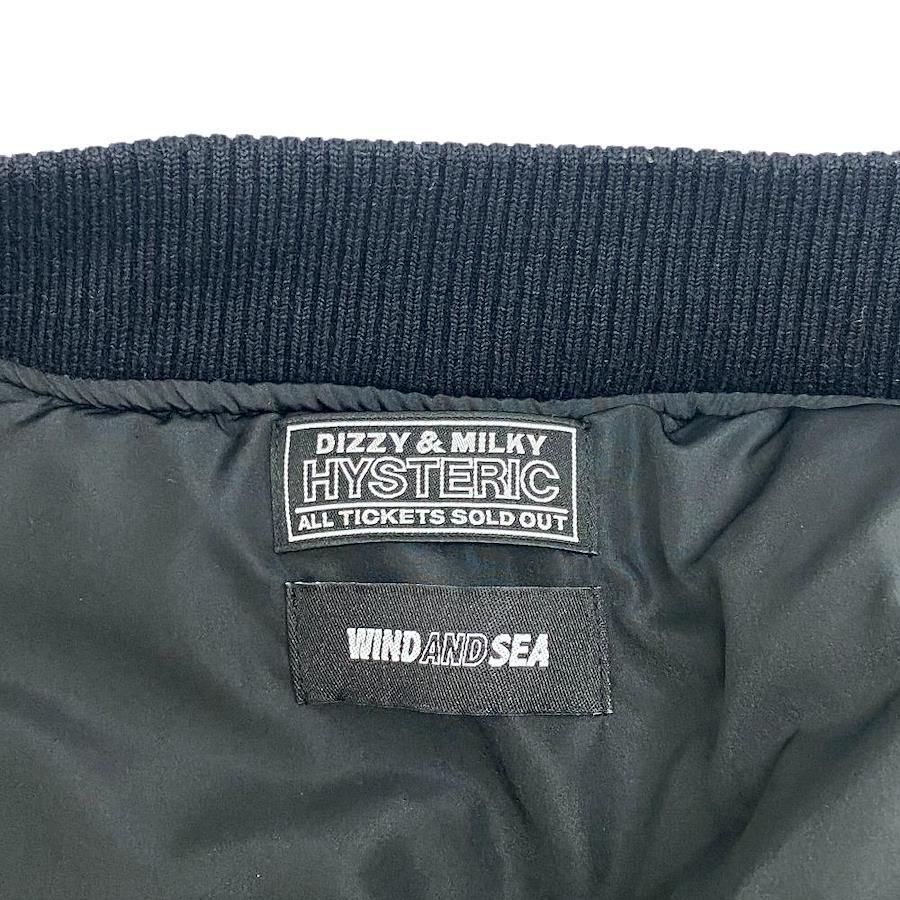 DIZZY & MILKY
HYSTERIC
ALL TICKETS SOLD OUT
WINDANDSEA